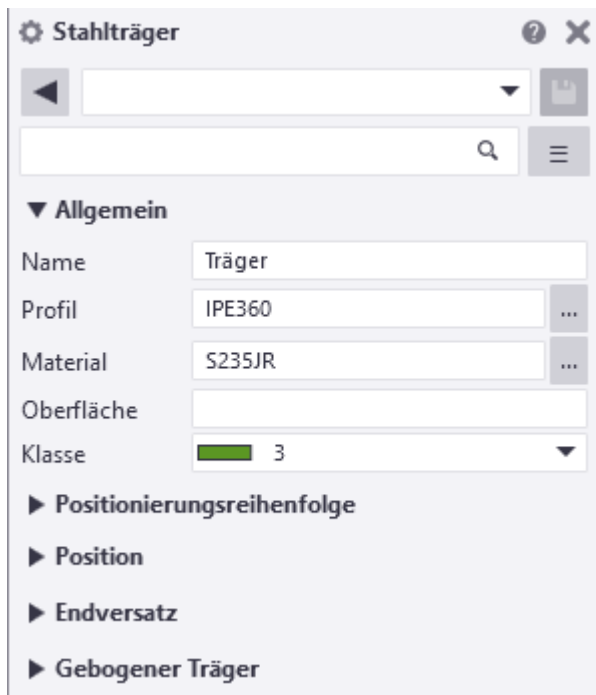 Stahlträger
Allgemein
Name Träger
Profil IPE360 ...
Material S235JR ...
Oberfläche
Klasse 3
Positionierungsreihenfolge
Position
Endversatz
Gebogener Träger